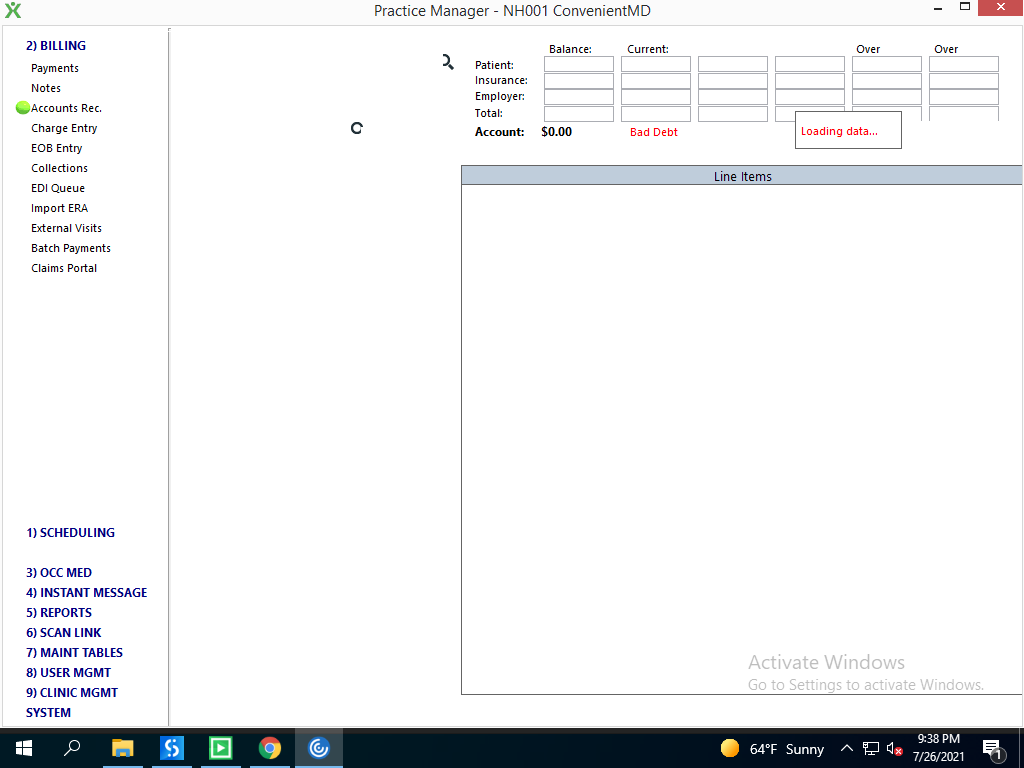 Practice Manager - NH001 ConvenientMD
2) BILLING
Payments
Notes
Accounts Rec.
Charge Entry
EOB Entry
Collections
EDI Queue
Import ERA
External Visits
Batch Payments
Claims Portal
1) SCHEDULING
3) OCC MED
4) INSTANT MESSAGE
5) REPORTS
6) SCAN LINK
7) MAINT TABLES
8) USER MGMT
9) CLINIC MGMT
SYSTEM
Balance: Current: Over Over
Patient:
Insurance:
Employer:
Total:
Account: $0.00 Bad Debt
Loading data...
Line Items
Activate Windows
Go to Settings to activate Windows.
64°F Sunny
9:38 PM
7/26/2021
1